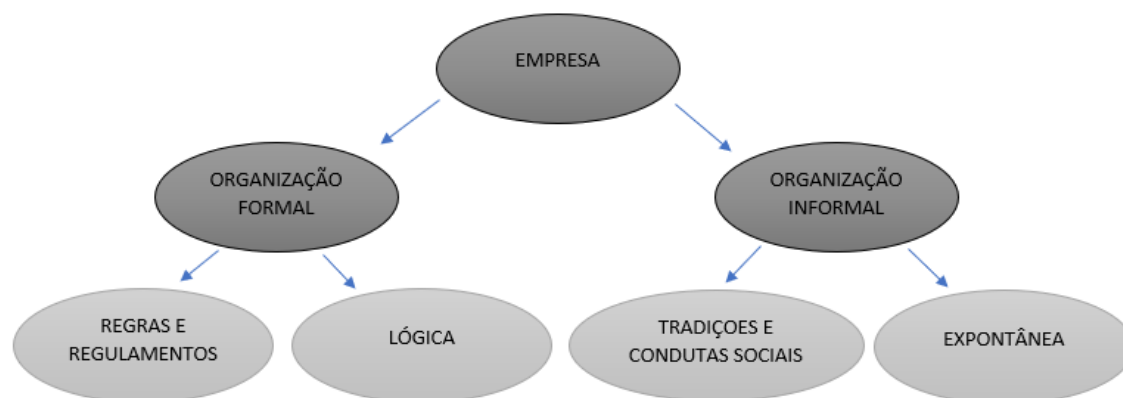 EMPRESA
ORGANIZAÇÃO
FORMAL
ORGANIZAÇÃO
INFORMAL
REGRAS E
REGULAMENTOS
LÓGICA
TRADIÇOES E
CONDUTAS SOCIAIS
EXPONTÂNEA